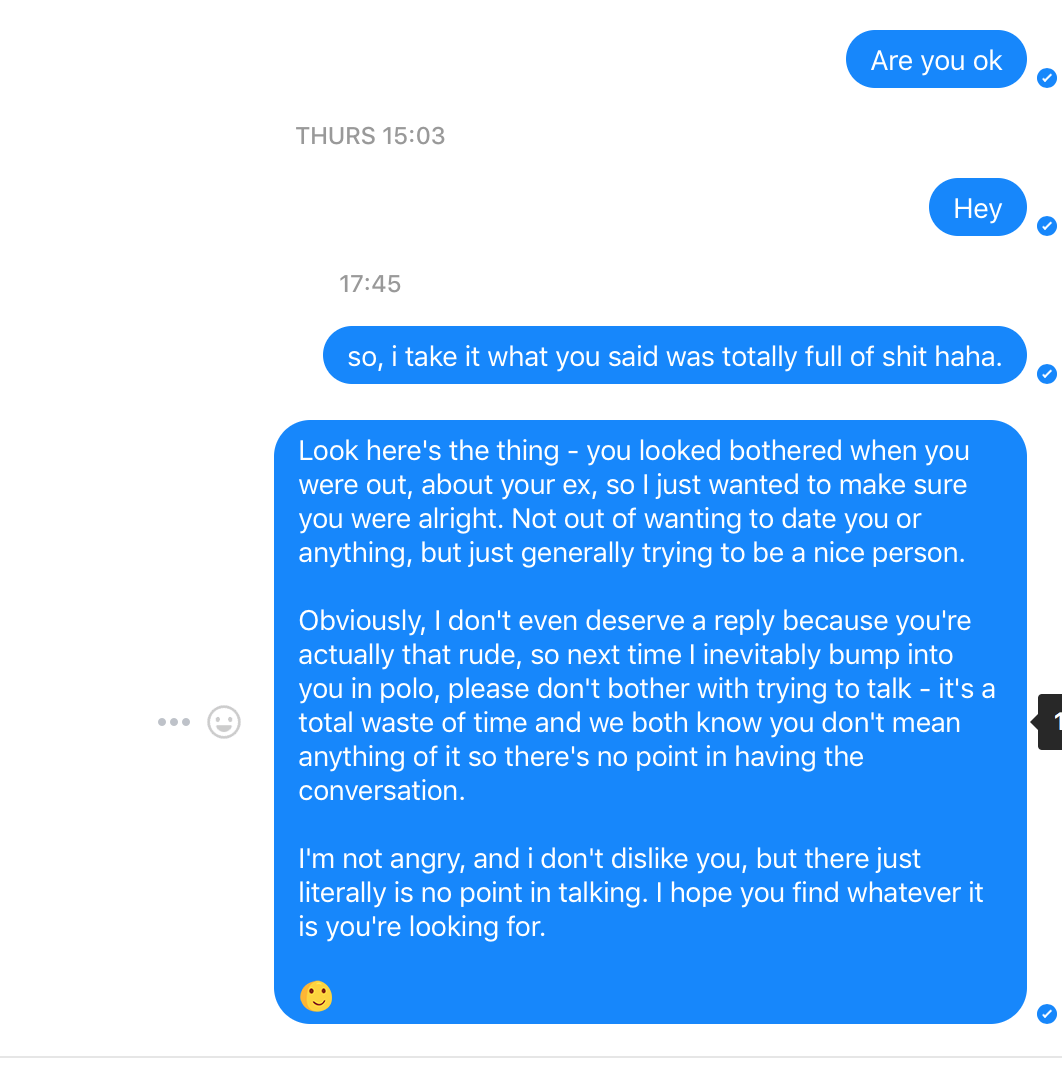 Are you ok
THURS 15:03
Hey
17:45
so, i take it what you said was totally full of shit haha.
Look here's the thing - you looked bothered when you
were out, about your ex, so I just wanted to make sure
you were alright. Not out of wanting to date you or
anything, but just generally trying to be a nice person.
Obviously, I don't even deserve a reply because you're
actually that rude, so next time I inevitably bump into
you in polo, please don't bother with trying to talk - it's a
total waste of time and we both know you don't mean
anything of it so there's no point in having the
conversation.
I'm not angry, and i don't dislike you, but there just
literally is no point in talking. I hope you find whatever it
is you're looking for.